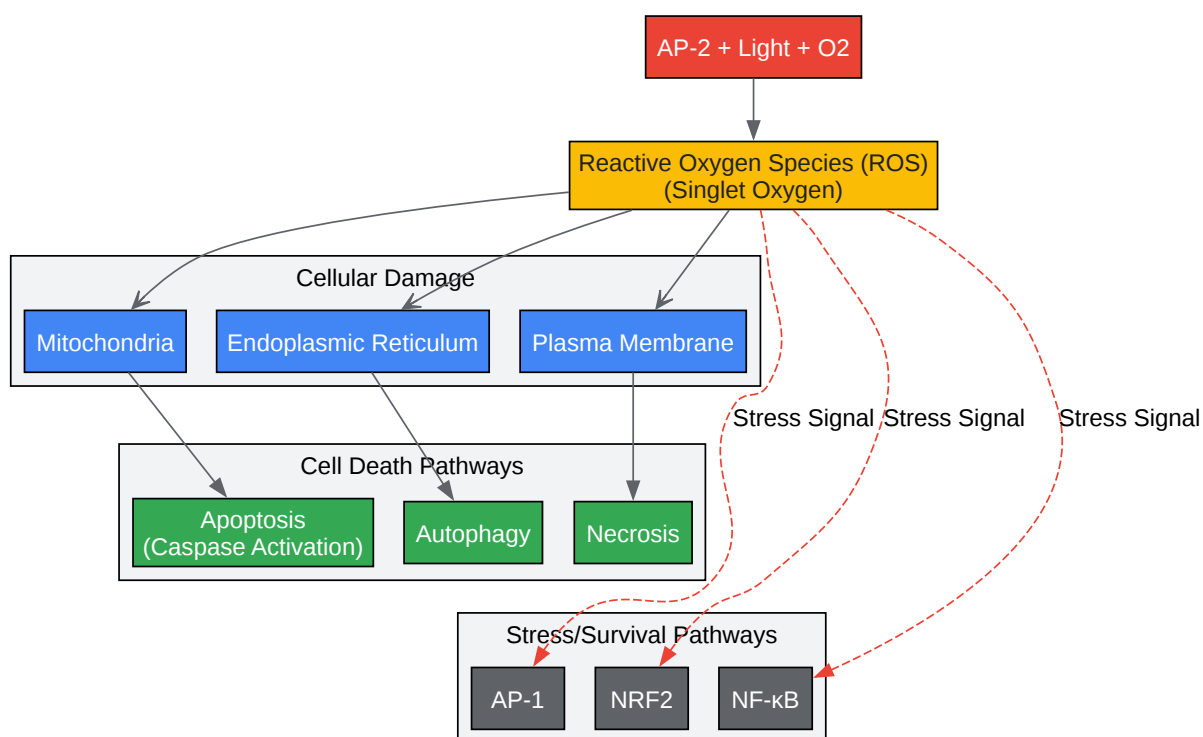 AP-2 + Light + O2
Reactive Oxygen Species (ROS)
(Singlet Oxygen)
Cellular Damage
Mitochondria
Endoplasmic Reticulum
Plasma Membrane
Stress Signal
Stress Signal
Stress Signal
Cell Death Pathways
Apoptosis
(Caspase Activation)
Autophagy
Necrosis
Stress/Survival Pathways
AP-1
NRF2
NF-κB